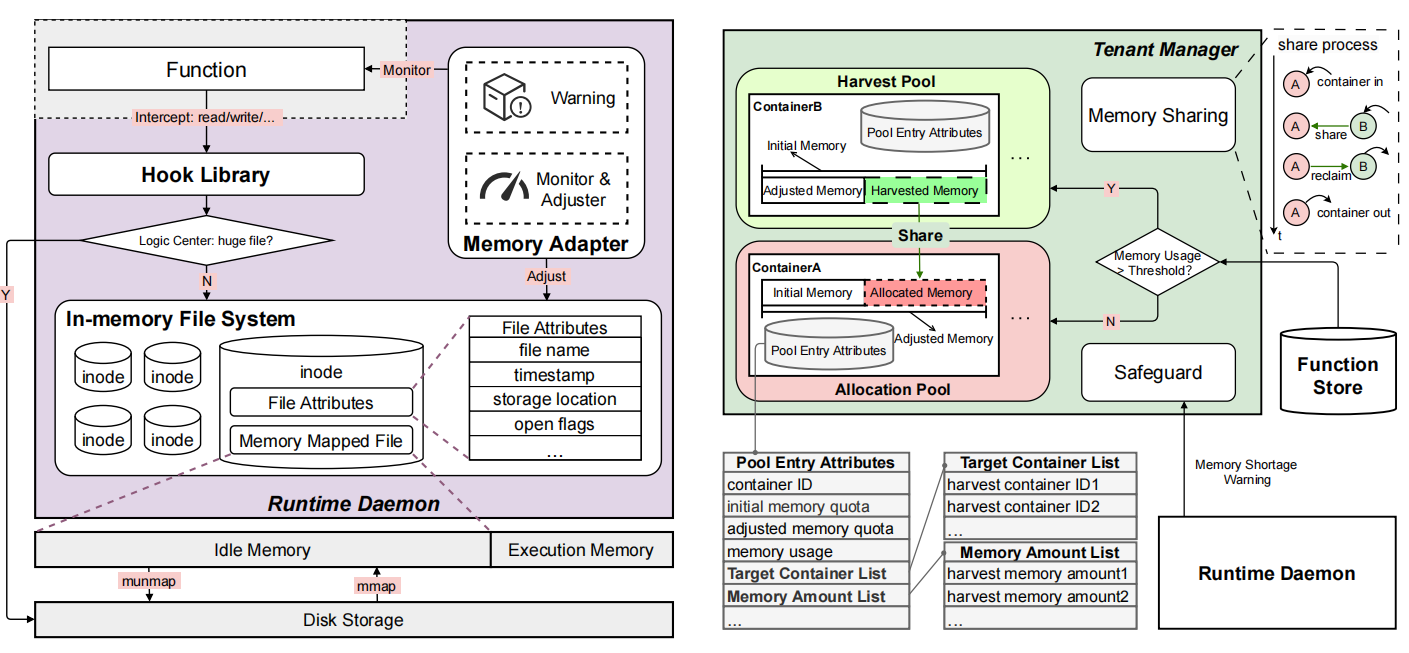 Function
Monitor
Intercept: read/write/...
Hook Library
Logic Center: huge file?
Y
N
Warning
Monitor &
Adjuster
Memory Adapter
Adjust
In-memory File System
inode
inode
inode
inode
inode
File Attributes
Memory Mapped File
File Attributes
file name
timestamp
storage location
open flags
...
Runtime Daemon
Idle Memory
Execution Memory
munmap
mmap
Disk Storage
Tenant Manager
Harvest Pool
ContainerB
Pool Entry Attributes
Initial Memory
Adjusted Memory
Harvested Memory
...
Share
ContainerA
Initial Memory
Allocated Memory
...
Adjusted Memory
Pool Entry Attributes
Allocation Pool
Memory Sharing
Y
Memory Usage
> Threshold?
N
Safeguard
share process
A
container in
A
share
B
A
reclaim
B
A
container out
t
Function
Store
Memory Shortage
Warning
Runtime Daemon
Pool Entry Attributes
container ID
initial memory quota
adjusted memory quota
memory usage
Target Container List
Memory Amount List
...
Target Container List
harvest container ID1
harvest container ID2
...
Memory Amount List
harvest memory amount1
harvest memory amount2
...